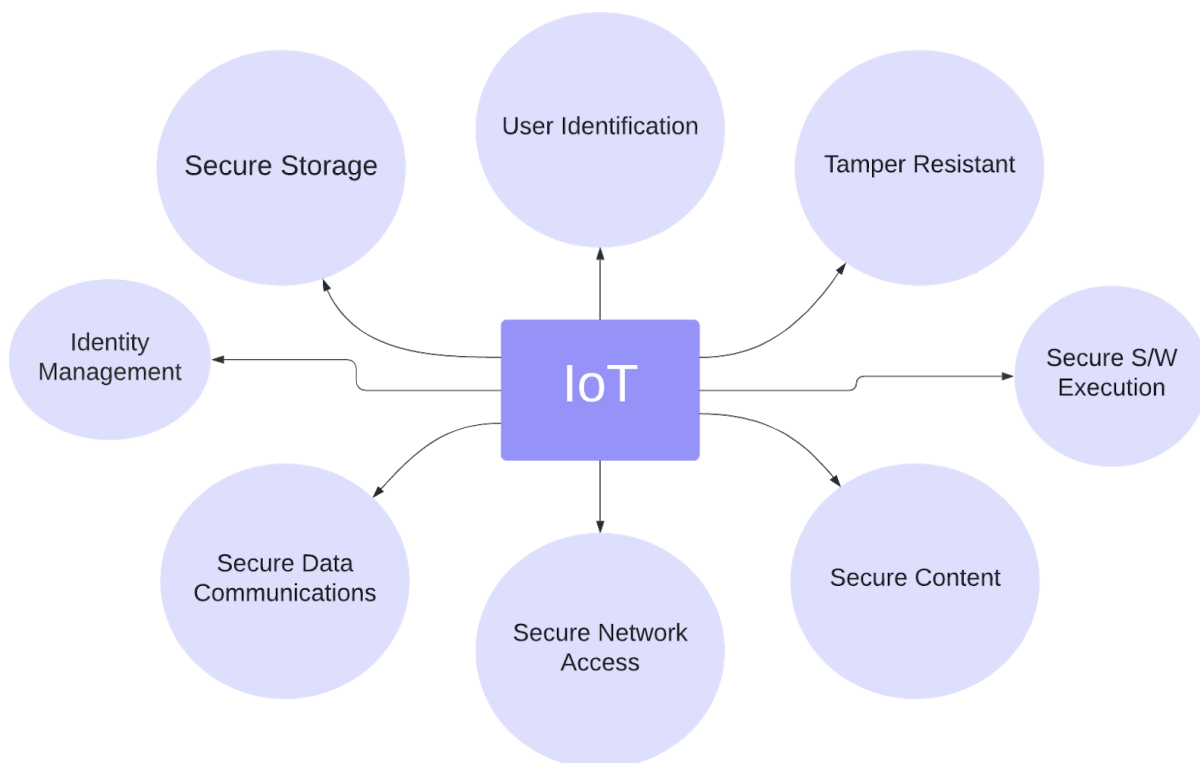 User Identification
Secure Storage
Tamper Resistant
Identity
Management
IoT
Secure S/W
Execution
Secure Data
Communications
Secure Content
Secure Network
Access